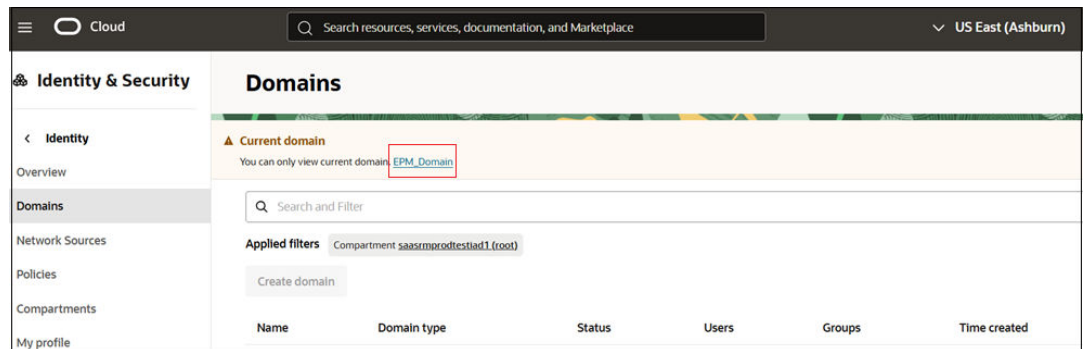 Cloud
Search resources, services, documentation, and Marketplace
US East (Ashburn)
Identity & Security
Domains
Identity
Current domain
You can only view current domain. EPM_Domain
Overview
Domains
Search and Filter
Network Sources
Applied filters Compartment saasrmprodtestiad1 (root)
Policies
Create domain
Compartments
Name Domain type Status Users Groups Time created
My profile